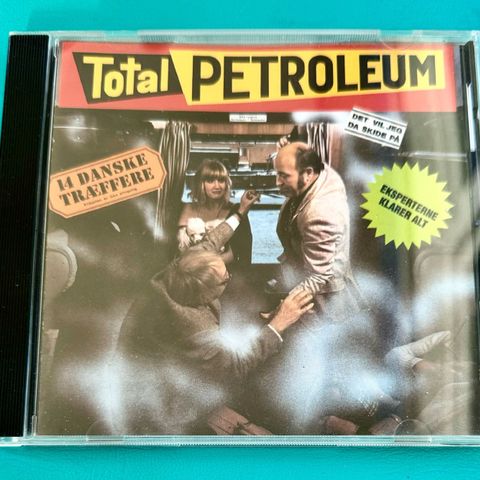 Total PETROLEUM
DET VIL JEG
DA SKIDE PÅ
14 DANSKE
TRÆFFERE
EKSPERTERNE
KLARER ALT